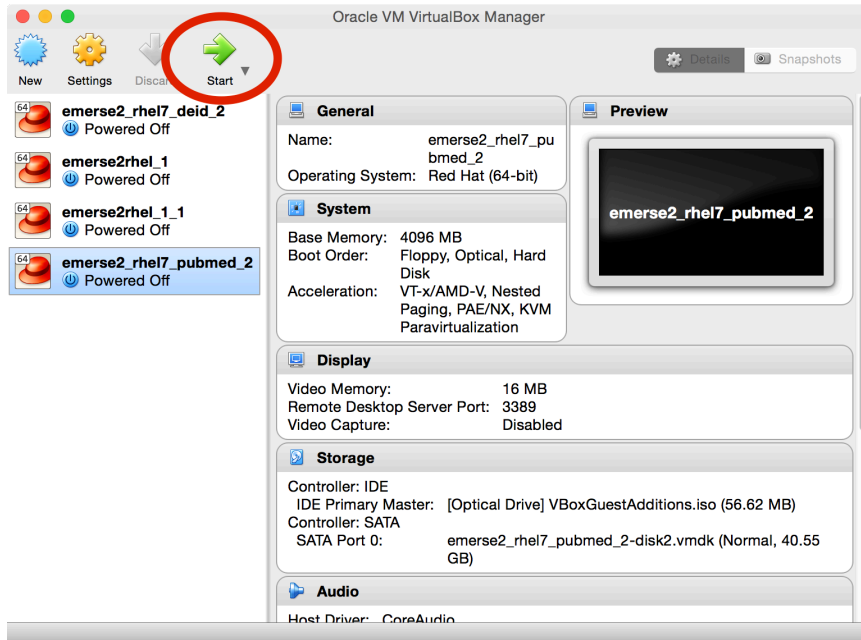 Oracle VM VirtualBox Manager
New Settings Discard Start
Details Snapshots
64
emerse2_rhel7_deid_2
Powered Off
64
emerse2rhel_1
Powered Off
64
emerse2rhel_1_1
Powered Off
64
emerse2_rhel7_pubmed_2
Powered Off
General
Name: emerse2_rhel7_pu
bmed_2
Operating System: Red Hat (64-bit)
Preview
emerse2_rhel7_pubmed_2
System
Base Memory: 4096 MB
Boot Order: Floppy, Optical, Hard
Disk
Acceleration: VT-x/AMD-V, Nested
Paging, PAE/NX, KVM
Paravirtualization
Display
Video Memory: 16 MB
Remote Desktop Server Port: 3389
Video Capture: Disabled
Storage
Controller: IDE
IDE Primary Master: [Optical Drive] VBoxGuestAdditions.iso (56.62 MB)
Controller: SATA
SATA Port 0: emerse2_rhel7_pubmed_2-disk2.vmdk (Normal, 40.55
GB)
Audio
Host Driver: CoreAudio